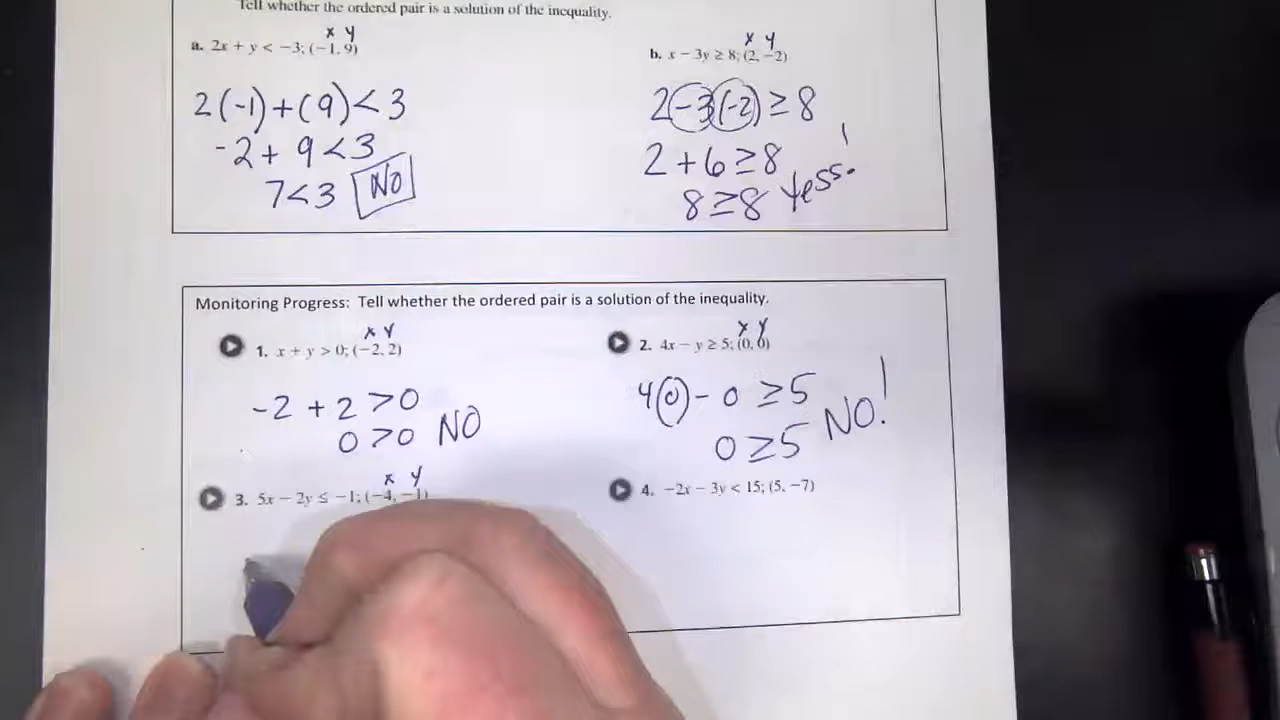 Tell whether the ordered pair is a solution of the inequality.
x y
a. 2x + y < −3; (−1, 9)
2(-1)+(9)<3
-2+ 9<3
7<3 NO
x y
b. x − 3y ≥ 8; (2, −2)
2-3(-2)≥8
2+6≥8
8≥8 Yess!
Monitoring Progress: Tell whether the ordered pair is a solution of the inequality.
x y
1. x + y > 0; (−2, 2)
-2 + 2 >0
0 >0 NO
x y
2. 4x − y ≥ 5; (0, 0)
4(0)- 0 ≥5
0≥5 NO!
x y
3. 5x − 2y ≤ −1; (−4, −1)
4. −2x − 3y < 15; (5, −7)